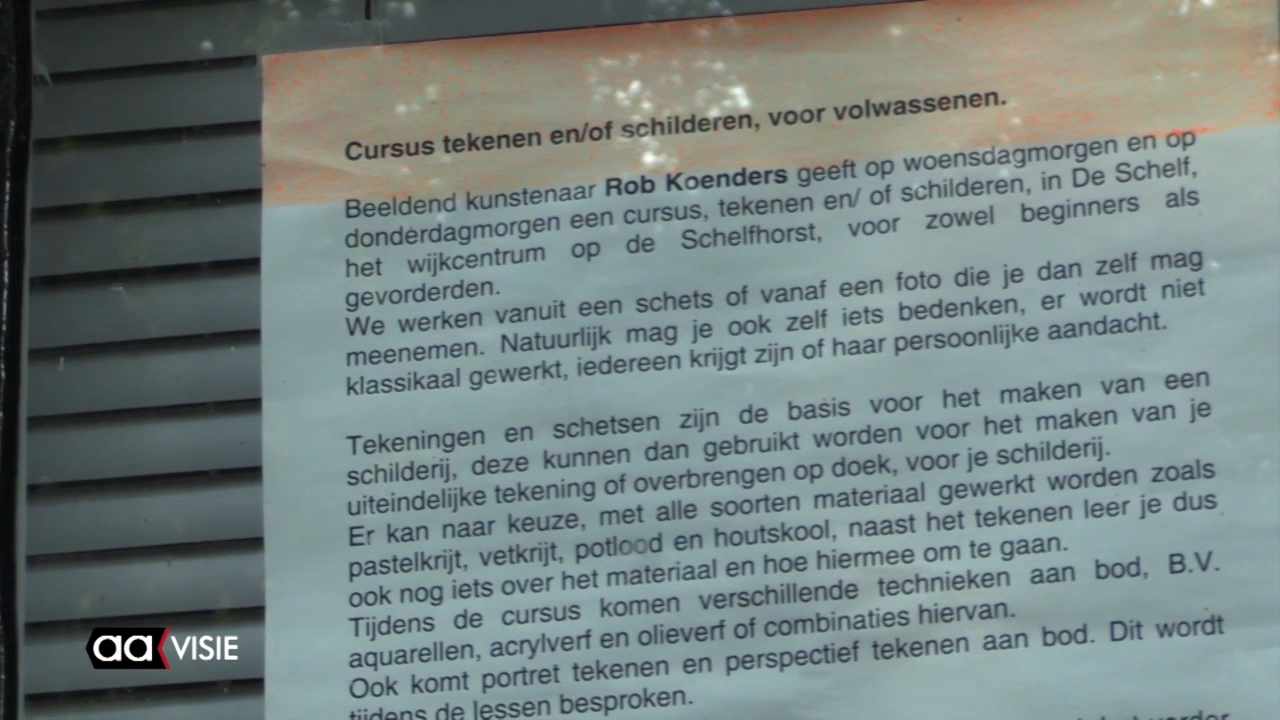 Cursus tekenen en/of schilderen, voor volwassenen.
Beeldend kunstenaar Rob Koenders geeft op woensdagmorgen en op
donderdagmorgen een cursus, tekenen en/ of schilderen, in De Schelf,
het wijkcentrum op de Schelfhorst, voor zowel beginners als
gevorderden.
We werken vanuit een schets of vanaf een foto die je dan zelf mag
meenemen. Natuurlijk mag je ook zelf iets bedenken, er wordt niet
klassikaal gewerkt, iedereen krijgt zijn of haar persoonlijke aandacht.
Tekeningen en schetsen zijn de basis voor het maken van een
schilderij, deze kunnen dan gebruikt worden voor het maken van je
uiteindelijke tekening of overbrengen op doek, voor je schilderij.
Er kan naar keuze, met alle soorten materiaal gewerkt worden zoals
pastelkrijt, vetkrijt, potlood en houtskool, naast het tekenen leer je dus
ook nog iets over het materiaal en hoe hiermee om te gaan.
Tijdens de cursus komen verschillende technieken aan bod, B.V.
aquarellen, acrylverf en olieverf of combinaties hiervan.
Ook komt portret tekenen en perspectief tekenen aan bod. Dit wordt
tijdens de lessen besproken.
aa VISIE